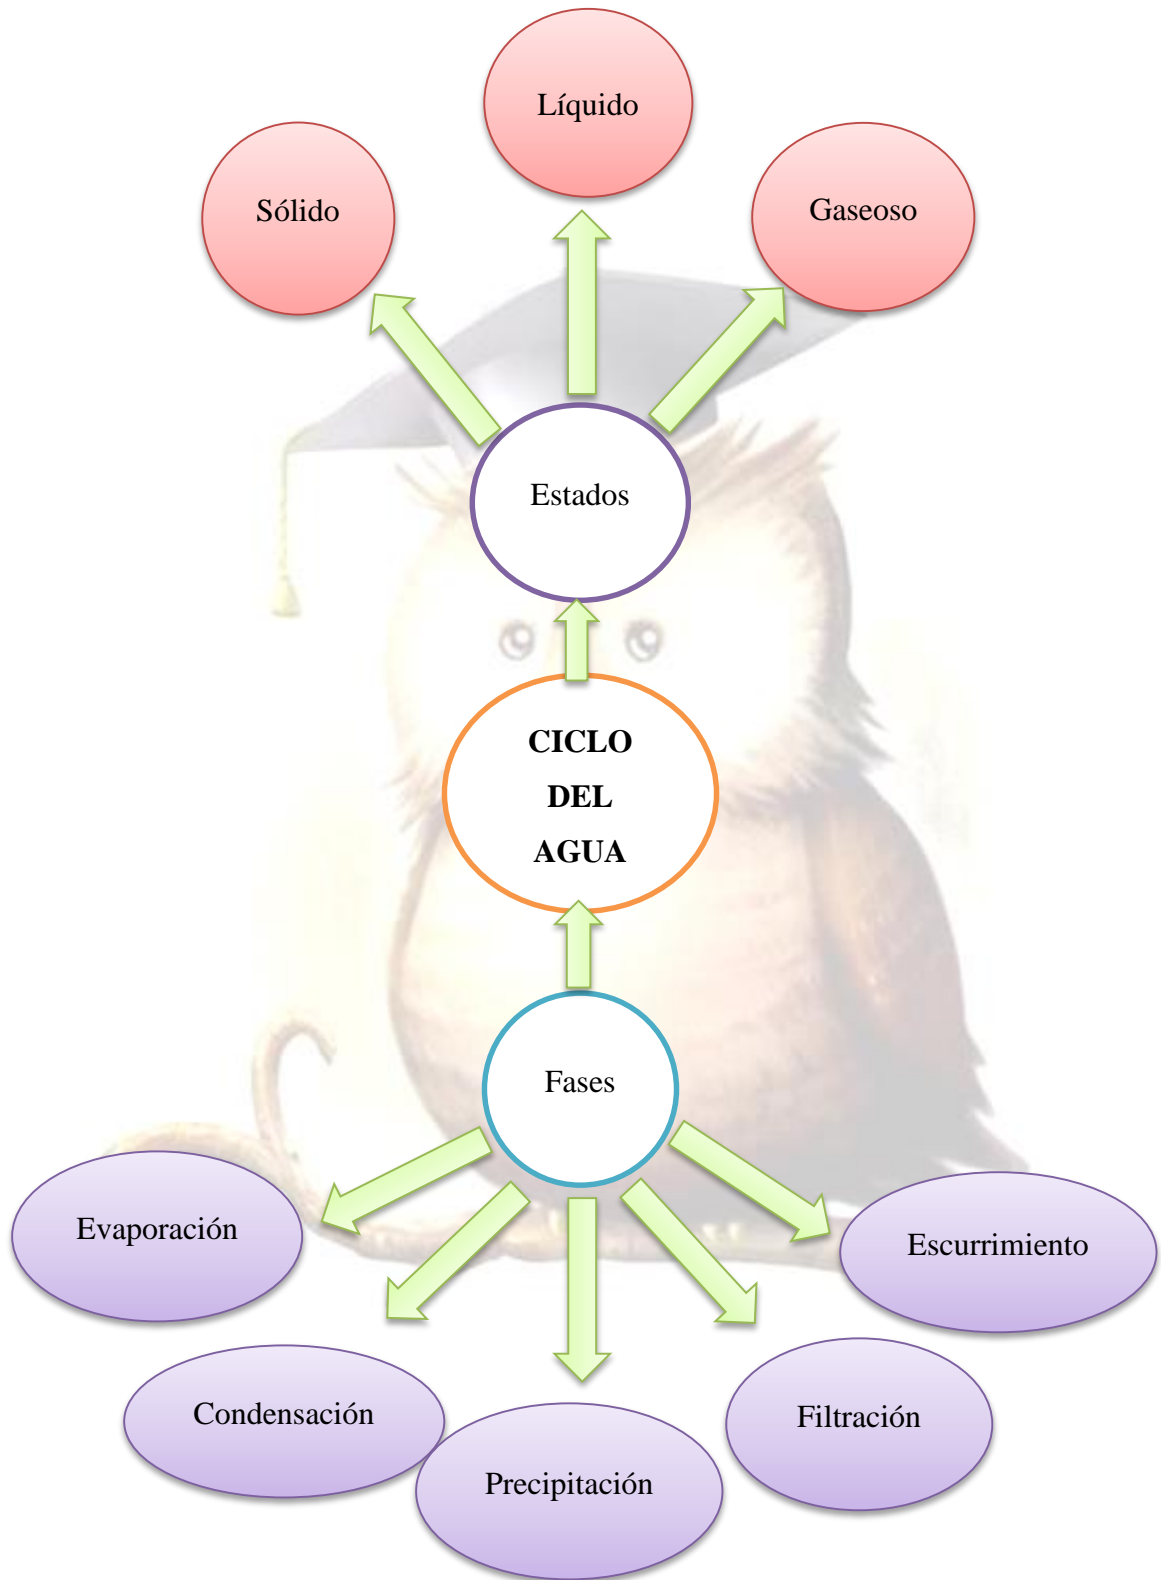 Líquido
Sólido
Gaseoso
Estados
CICLO
DEL
AGUA
Fases
Evaporación
Escurrimiento
Condensación
Filtración
Precipitación